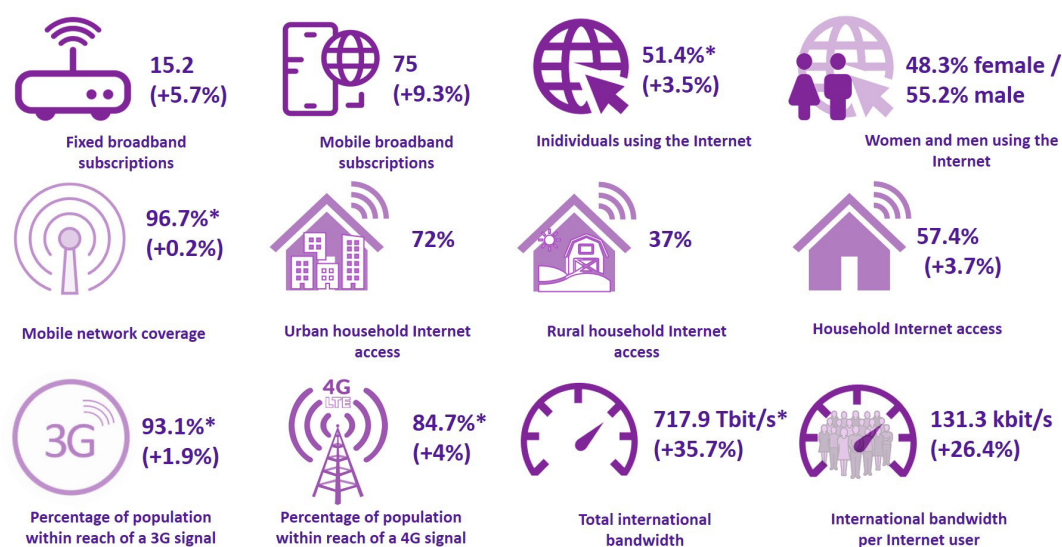 15.2
(+5.7%)
Fixed broadband
subscriptions
75
(+9.3%)
Mobile broadband
subscriptions
51.4%*
(+3.5%)
Inidividuals using the Internet
48.3% female /
55.2% male
Women and men using the
Internet
96.7%*
(+0.2%)
Mobile network coverage
72%
Urban household Internet
access
37%
Rural household Internet
access
57.4%
(+3.7%)
Household Internet access
3G
93.1%*
(+1.9%)
Percentage of population
within reach of a 3G signal
4G
LTE
84.7%*
(+4%)
Percentage of population
within reach of a 4G signal
717.9 Tbit/s*
(+35.7%)
Total international
bandwidth
131.3 kbit/s
(+26.4%)
International bandwidth
per Internet user